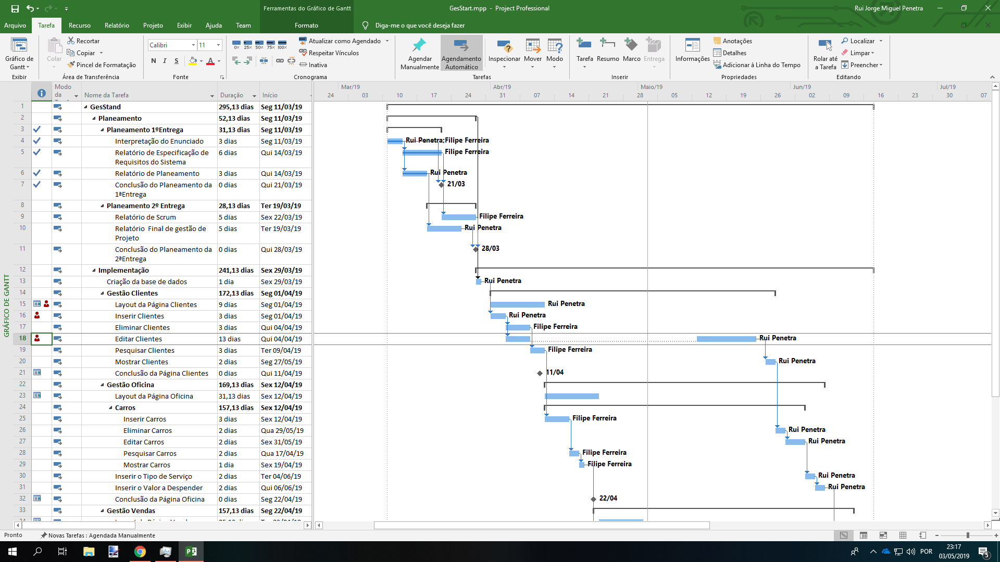 Ferramentas do Gráfico de Gantt
GesStart.mpp - Project Professional
Rui Jorge Miguel Penetra
Arquivo Tarefa Recurso Relatório Projeto Exibir Ajuda Team Formato Diga-me o que você deseja fazer
Gráfico de Gantt
Exibir
Colar
Recortar
Copiar
Pincel de Formatação
Área de Transferência
Calibri 11
N I S A
Fonte
0% 25% 50% 75% 100%
Atualizar como Agendado
Respeitar Vínculos
Inativa
Cronograma
Agendar Manualmente
Agendamento Automático
Inspecionar
Mover
Modo
Tarefas
Tarefa
Resumo
Marco
Entrega
Inserir
Informações
Anotações
Detalhes
Adicionar à Linha do Tempo
Propriedades
Rolar até a Tarefa
Localizar
Limpar
Preencher
Editando
Modo da Nome da Tarefa Duração Início
Mar/19 Abr/19 Maio/19 Jun/19 Jul/19
24 03 10 17 24 31 07 14 21 28 05 12 19 26 02 09 16 23 30 07
GRÁFICO DE GANTT
1 GesStand 295,13 dias Seg 11/03/19
2 Planeamento 52,13 dias Seg 11/03/19
3 Planeamento 1ºEntrega 31,13 dias Seg 11/03/19
4 Interpretação do Enunciado 3 dias Seg 11/03/19 Rui Penetra;Filipe Ferreira
5 Relatório de Especificação de Requisitos do Sistema 6 dias Qui 14/03/19 Filipe Ferreira
6 Relatório de Planeamento 3 dias Qui 14/03/19 Rui Penetra
7 Conclusão do Planeamento da 1ªEntrega 0 dias Qui 21/03/19 21/03
8 Planeamento 2º Entrega 28,13 dias Ter 19/03/19
9 Relatório de Scrum 5 dias Sex 22/03/19 Filipe Ferreira
10 Relatório Final de gestão de Projeto 5 dias Ter 19/03/19 Rui Penetra
11 Conclusão do Planeamento da 2ªEntrega 0 dias Qui 28/03/19 28/03
12 Implementação 241,13 dias Sex 29/03/19
13 Criação da base de dados 1 dia Sex 29/03/19 Rui Penetra
14 Gestão Clientes 172,13 dias Seg 01/04/19
15 Layout da Página Clientes 9 dias Seg 01/04/19 Rui Penetra
16 Inserir Clientes 3 dias Seg 01/04/19 Rui Penetra
17 Eliminar Clientes 3 dias Qui 04/04/19 Filipe Ferreira
18 Editar Clientes 13 dias Qui 04/04/19 Rui Penetra
19 Pesquisar Clientes 3 dias Ter 09/04/19 Filipe Ferreira
20 Mostrar Clientes 2 dias Seg 27/05/19 Rui Penetra
21 Conclusão da Página Clientes 0 dias Qui 11/04/19 11/04
22 Gestão Oficina 169,13 dias Sex 12/04/19
23 Layout da Página Oficina 31,13 dias Sex 12/04/19
24 Carros 157,13 dias Sex 12/04/19
25 Inserir Carros 3 dias Sex 12/04/19 Filipe Ferreira
26 Eliminar Carros 2 dias Qua 29/05/19 Rui Penetra
27 Editar Carros 2 dias Sex 31/05/19 Rui Penetra
28 Pesquisar Carros 2 dias Qua 17/04/19 Filipe Ferreira
29 Mostrar Carros 1 dia Sex 19/04/19 Filipe Ferreira
30 Inserir o Tipo de Serviço 2 dias Ter 04/06/19 Rui Penetra
31 Inserir o Valor a Despender 2 dias Qui 06/06/19 Rui Penetra
32 Conclusão da Página Oficina 0 dias Seg 22/04/19 22/04
33 Gestão Vendas 157,13 dias Seg 22/04/19
Pronto Novas Tarefas : Agendada Manualmente
POR
23:17
03/05/2019
5